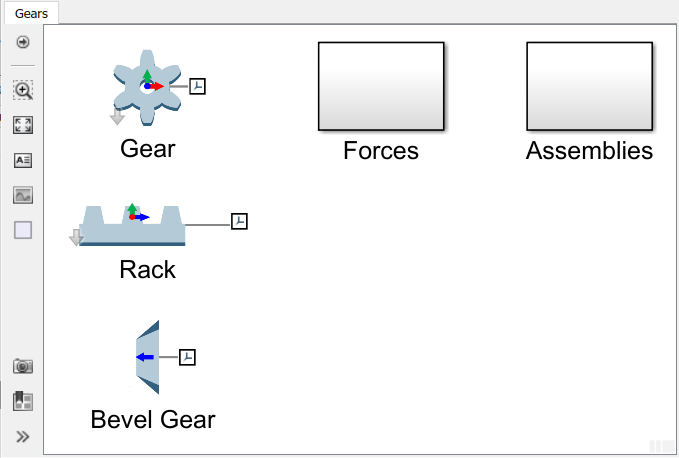 Gears
Gear
Forces
Assemblies
Rack
Bevel Gear